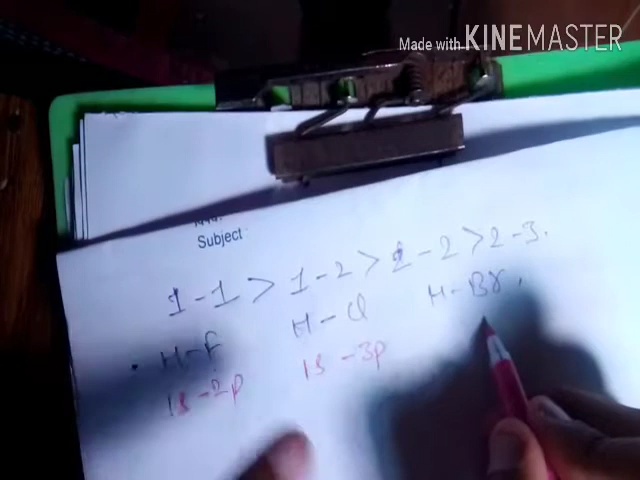 Made with KINEMASTER
Subject :
1-1 > 1-2 > 2-2 > 2-3.
H-F H-Cl H-Br,
1s-2p 1s-3p